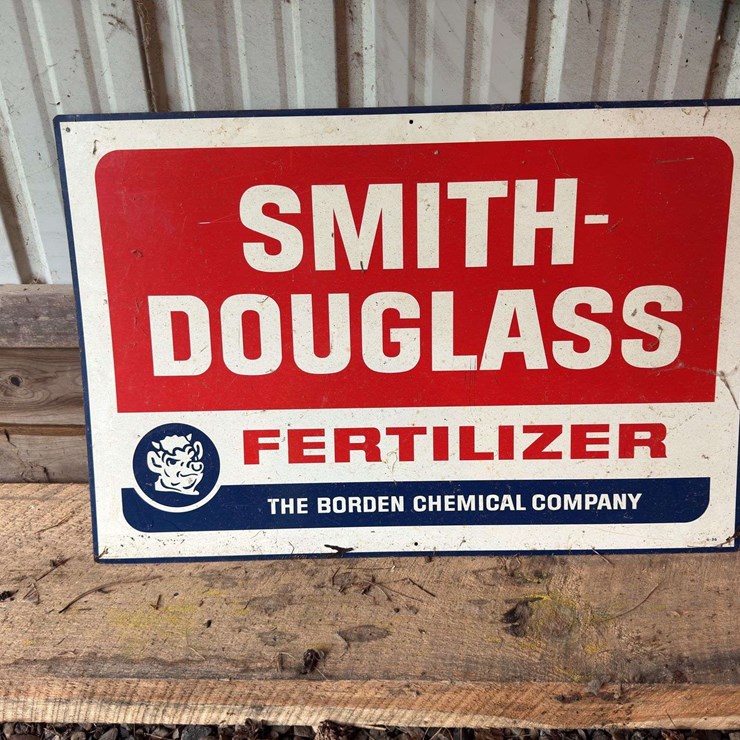 SMITH-
DOUGLASS
FERTILIZER
THE BORDEN CHEMICAL COMPANY